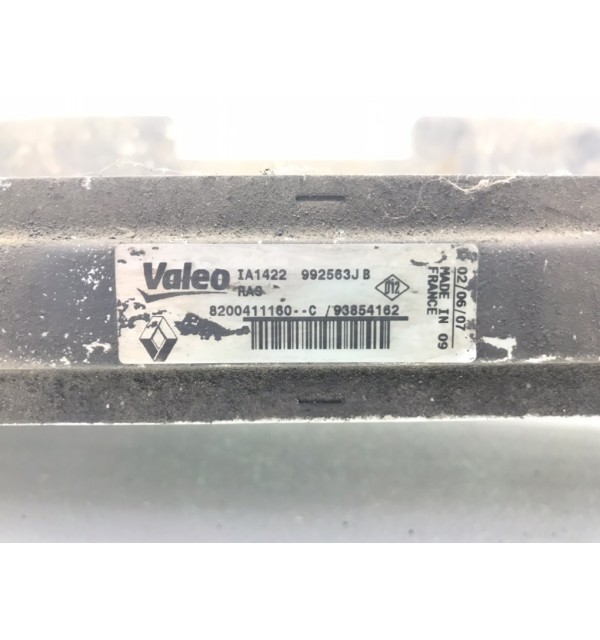 Valeo
IA1422 992563J B
RAS
D12
8200411160--C /93854162
02/06/07
MADE IN 09
FRANCE